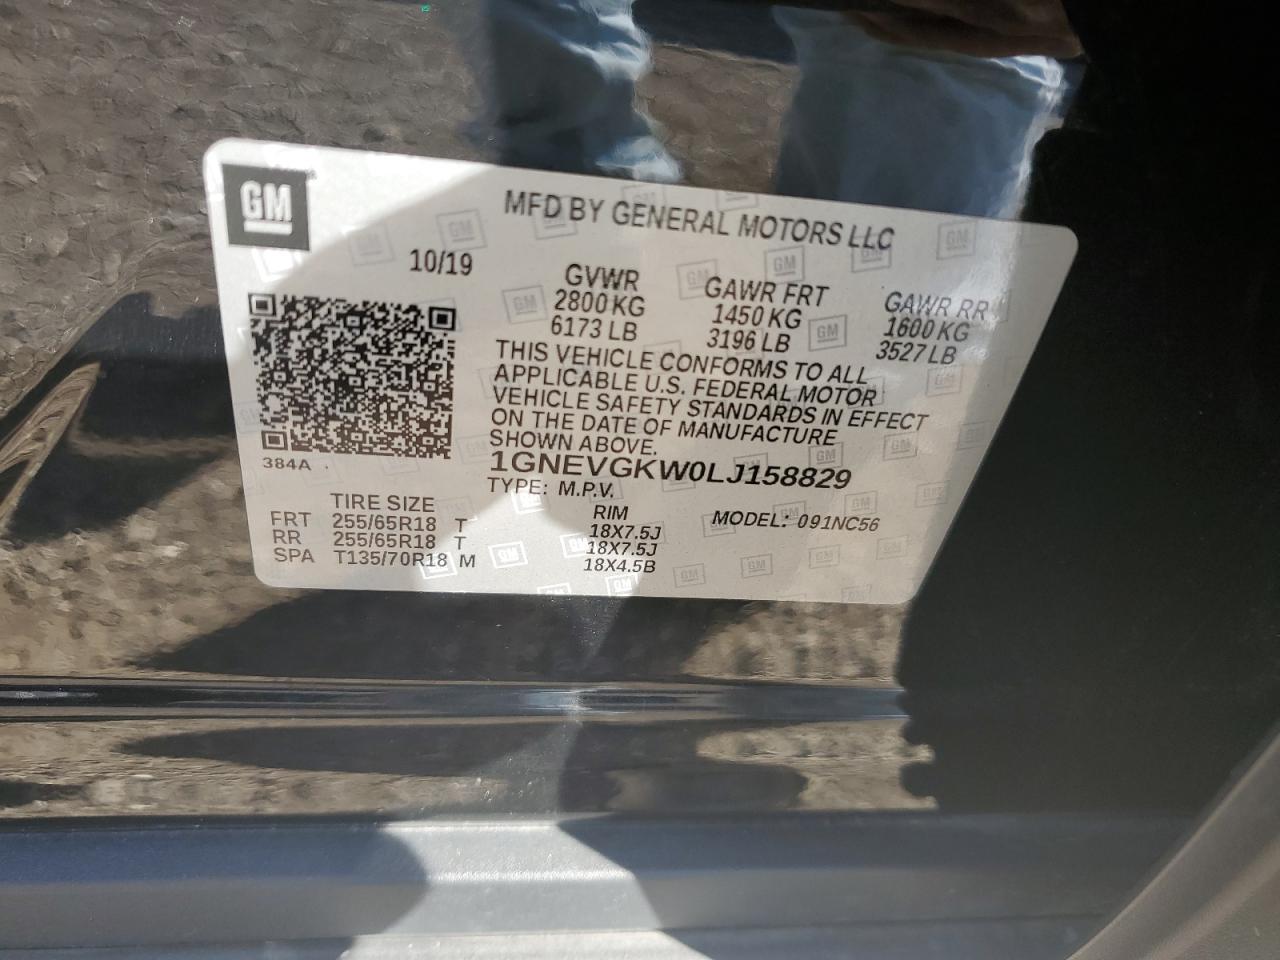 GM
MFD BY GENERAL MOTORS LLC
10/19
GVWR GAWR FRT GAWR RR
2800 KG 1450 KG 1600 KG
6173 LB 3196 LB 3527 LB
THIS VEHICLE CONFORMS TO ALL
APPLICABLE U.S. FEDERAL MOTOR
VEHICLE SAFETY STANDARDS IN EFFECT
ON THE DATE OF MANUFACTURE
SHOWN ABOVE.
384A
1GNEVGKW0LJ158829
TYPE: M.P.V.
TIRE SIZE RIM MODEL: 091NC56
FRT 255/65R18 T 18X7.5J
RR 255/65R18 T 18X7.5J
SPA T135/70R18 M 18X4.5B